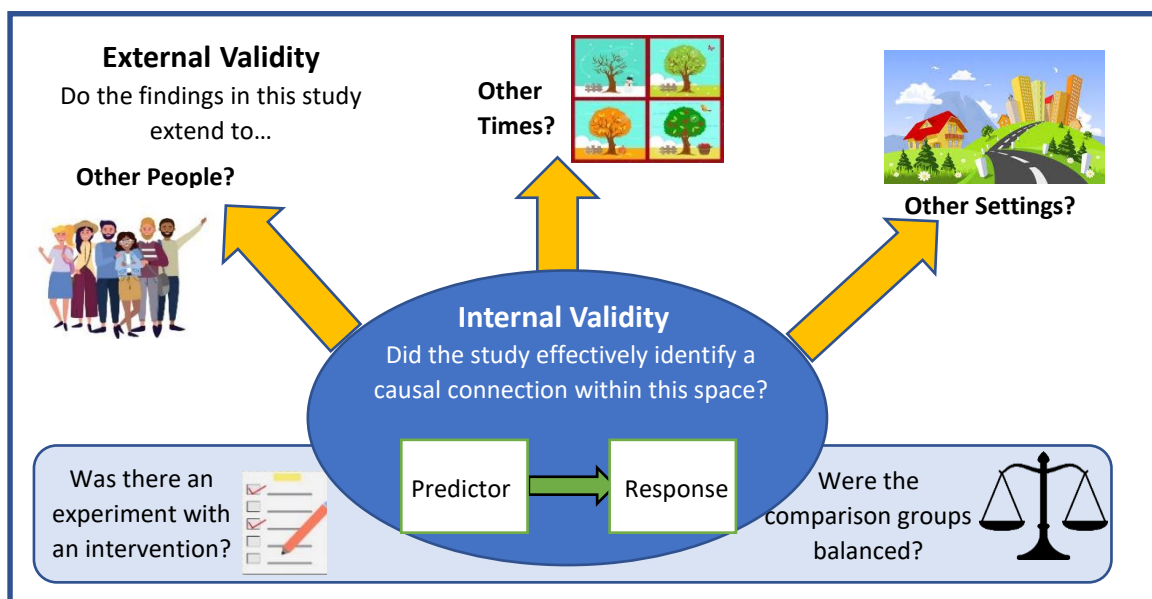 External Validity
Do the findings in this study
extend to…
Other People?
Other
Times?
Other Settings?
Internal Validity
Did the study effectively identify a
causal connection within this space?
Predictor
Response
Was there an
experiment with
an intervention?
Were the
comparison groups
balanced?